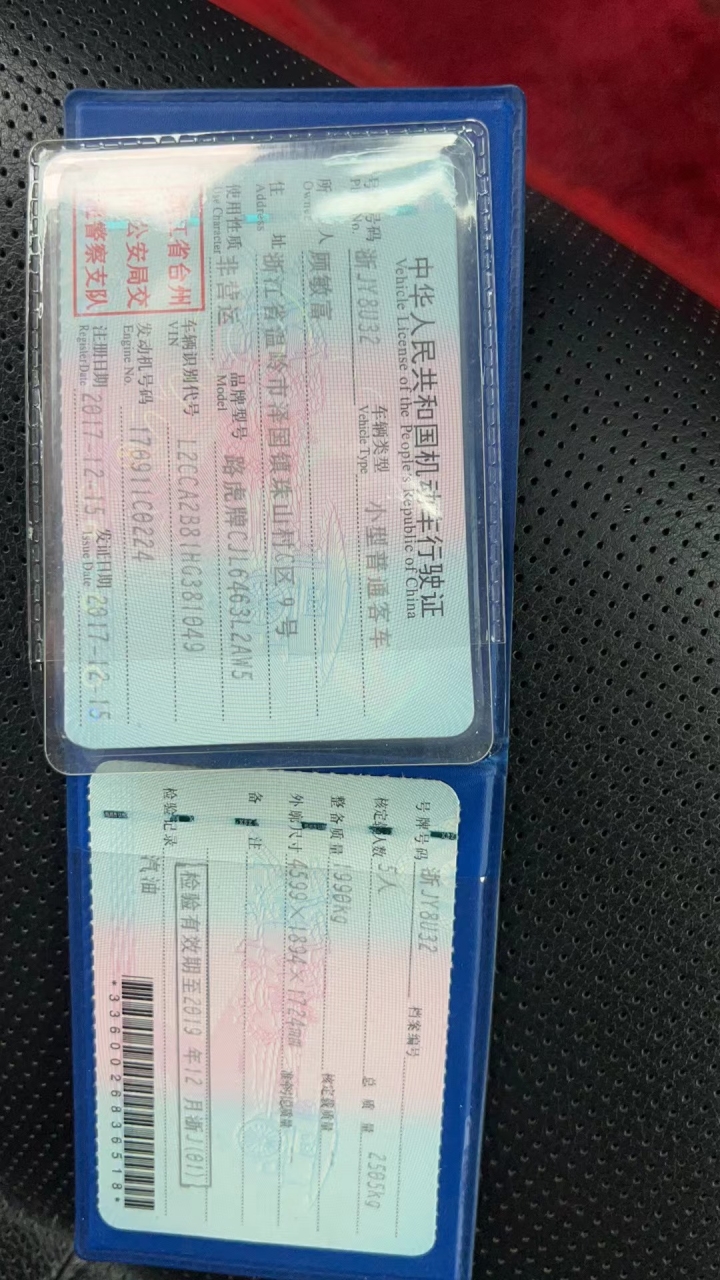 中华人民共和国机动车行驶证
Vehicle License of the People's Republic of China
号牌号码 浙JY8U32 车辆类型 小型普通客车
No. Vehicle Type
所 人 顾敏富
Owner
住 址 浙江省温岭市泽国镇珠山村C区9号
Address
使用性质 非营运 品牌型号 路虎牌CJL6463L2AW5
Use Character Model
浙江省台州
公安局交
警察支队
车辆识别代号 L2CCA2B81HG381049
VIN
发动机号码 170911C0224
Engine No.
注册日期 2017-12-15 发证日期 2017-12-15
Register Date Issue Date
号牌号码 浙JY8U32 档案编号
核定载人数 5人 总质量 2505kg
整备质量 1990kg 核定载质量
外廓尺寸 4599×1894×1724mm 准牵引总质量
备 注
检验有效期至2019年12月浙J(01)
检验记录
汽油
*3360026836518*